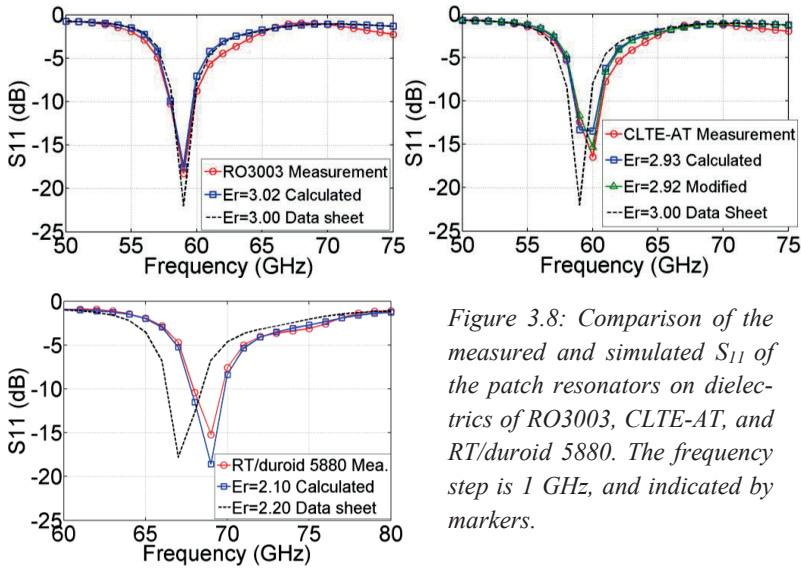 0
-5
-10
-15
-20
-25
S11 (dB)
50 55 60 65 70 75
Frequency (GHz)
RO3003 Measurement
Er=3.02 Calculated
Er=3.00 Data sheet
0
-5
-10
-15
-20
-25
S11 (dB)
50 55 60 65 70 75
Frequency (GHz)
CLTE-AT Measurement
Er=2.93 Calculated
Er=2.92 Modified
Er=3.00 Data Sheet
0
-5
-10
-15
-20
-25
S11 (dB)
60 65 70 75 80
Frequency (GHz)
RT/duroid 5880 Mea.
Er=2.10 Calculated
Er=2.20 Data sheet
Figure 3.8: Comparison of the
measured and simulated S11 of
the patch resonators on dielec-
trics of RO3003, CLTE-AT, and
RT/duroid 5880. The frequency
step is 1 GHz, and indicated by
markers.